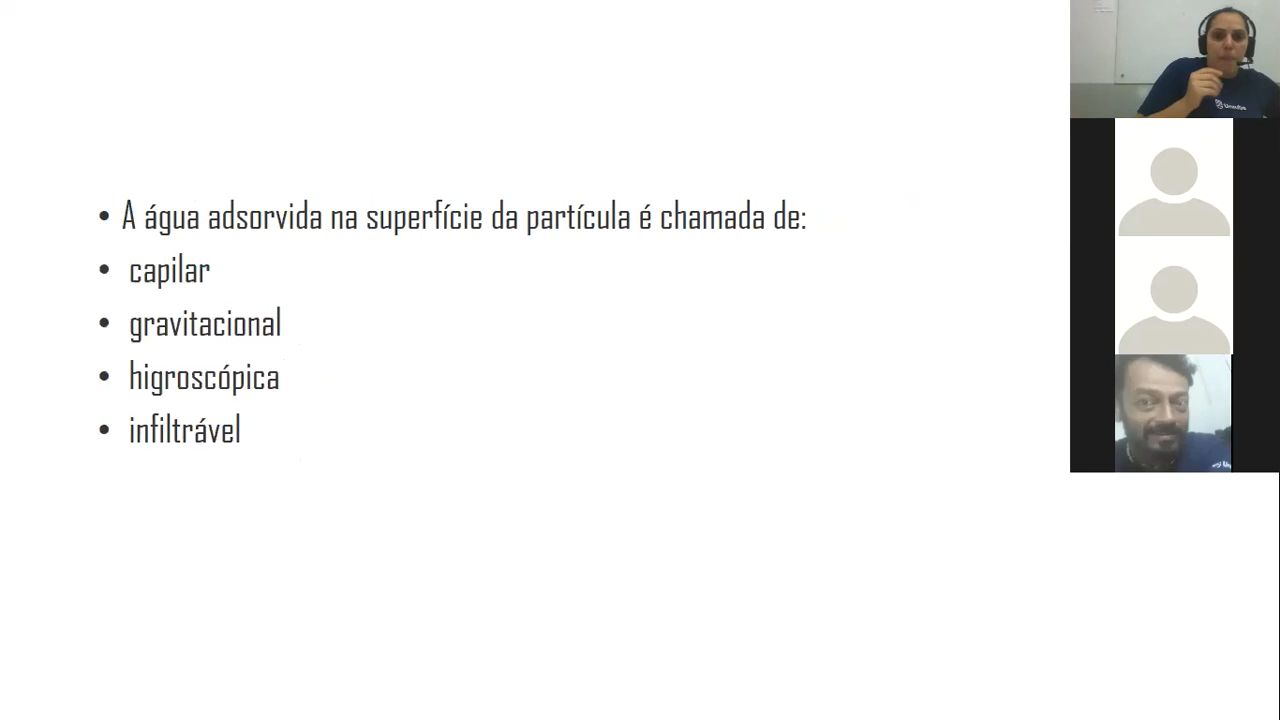 • A água adsorvida na superfície da partícula é chamada de:
• capilar
• gravitacional
• higroscópica
• infiltrável